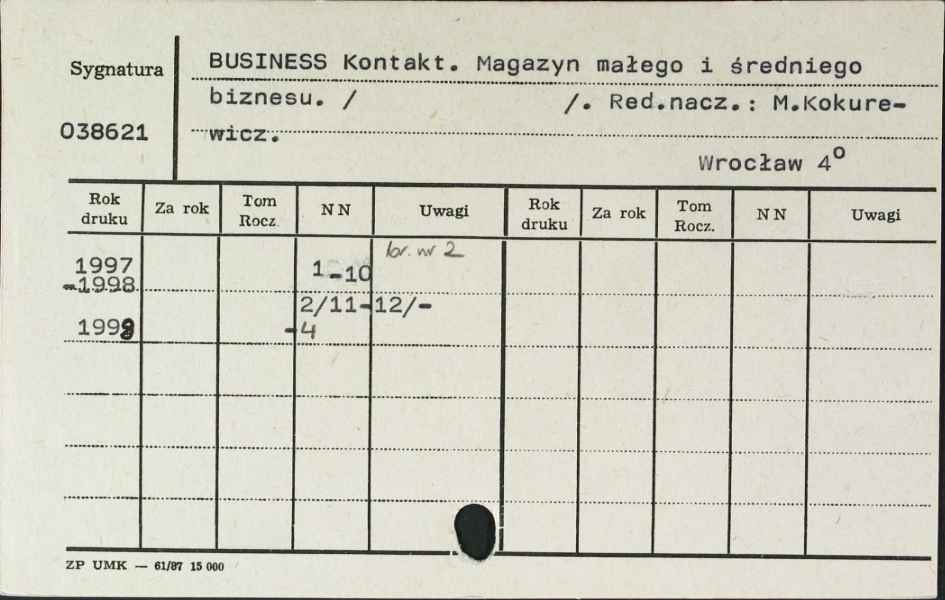 Sygnatura
038621
BUSINESS Kontakt. Magazyn małego i średniego
biznesu. / /. Red.nacz.: M.Kokure-
wicz.
Wrocław 4°
Rok druku Za rok Tom Rocz. NN Uwagi Rok druku Za rok Tom Rocz. NN Uwagi
br. nr 2
1997 1-10
-1998
2/11-12/-
1998 -4
ZP UMK — 61/87 15 000